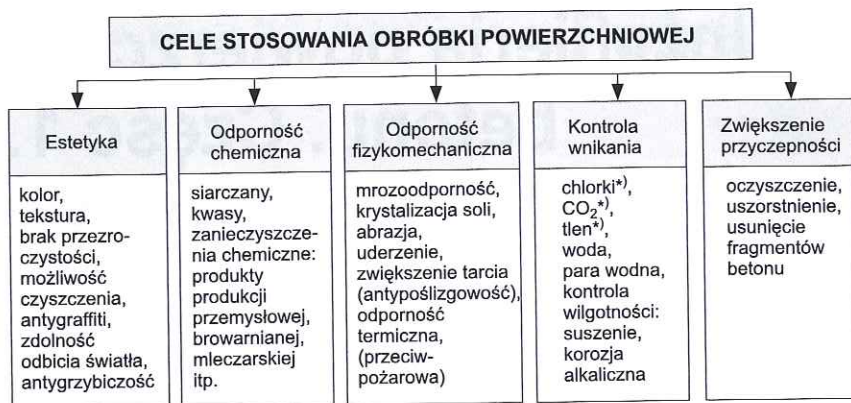 CELE STOSOWANIA OBRÓBKI POWIERZCHNIOWEJ
Estetyka
kolor,
tekstura,
brak przezro-
czystości,
możliwość
czyszczenia,
antygraffiti,
zdolność
odbicia światła,
antygrzybiczość
Odporność
chemiczna
siarczany,
kwasy,
zanieczyszcze-
nia chemiczne:
produkty
produkcji
przemysłowej,
browarnianej,
mleczarskiej
itp.
Odporność
fizykomechaniczna
mrozoodporność,
krystalizacja soli,
abrazja,
uderzenie,
zwiększenie tarcia
(antypoślizgowość),
odporność
termiczna,
(przeciw-
pożarowa)
Kontrola
wnikania
chlorki*),
CO₂*),
tlen*),
woda,
para wodna,
kontrola
wilgotności:
suszenie,
korozja
alkaliczna
Zwiększenie
przyczepności
oczyszczenie,
uszorstnienie,
usunięcie
fragmentów
betonu